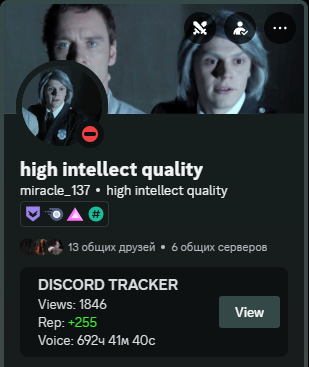 high intellect quality
miracle_137 • high intellect quality
13 общих друзей • 6 общих серверов
DISCORD TRACKER
Views: 1846
Rep: +255
Voice: 692ч 41м 40с
View